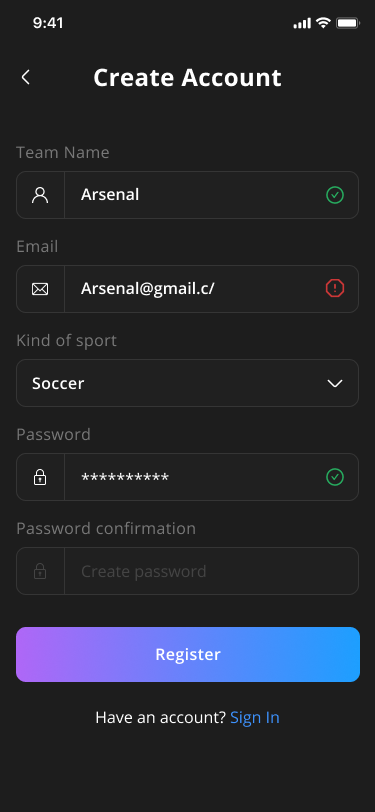 9:41
Create Account
Team Name
Arsenal
Email
Arsenal@gmail.c/
Kind of sport
Soccer
Password
**********
Password confirmation
Create password
Register
Have an account? Sign In